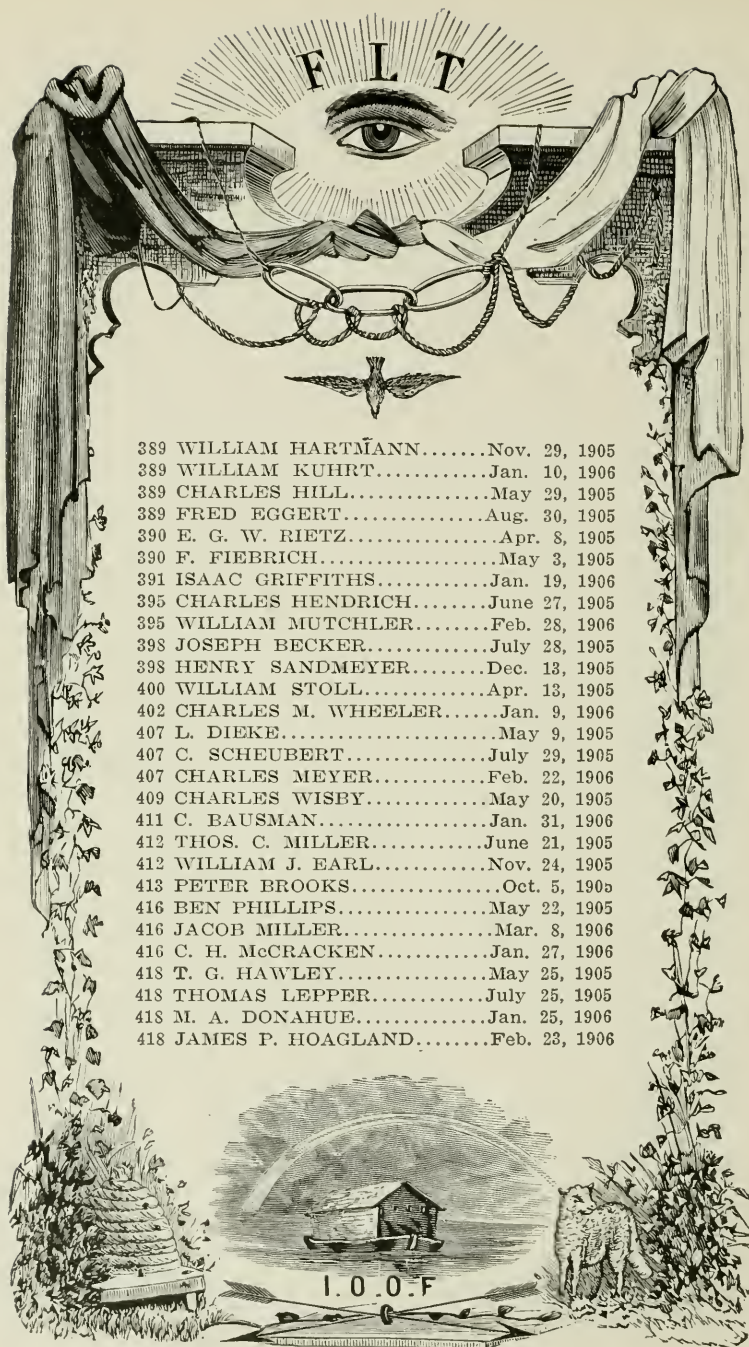 F L T
389 WILLIAM HARTMANN.......Nov. 29, 1905
389 WILLIAM KUHRT............Jan. 10, 1906
389 CHARLES HILL...............May 29, 1905
389 FRED EGGERT...............Aug. 30, 1905
390 E. G. W. RIETZ...............Apr. 8, 1905
390 F. FIEBRICH..................May 3, 1905
391 ISAAC GRIFFITHS............Jan. 19, 1906
395 CHARLES HENDRICH........June 27, 1905
395 WILLIAM MUTCHLER........Feb. 28, 1906
398 JOSEPH BECKER.............July 28, 1905
398 HENRY SANDMEYER........Dec. 13, 1905
400 WILLIAM STOLL.............Apr. 13, 1905
402 CHARLES M. WHEELER......Jan. 9, 1906
407 L. DIEKE......................May 9, 1905
407 C. SCHEUBERT...............July 29, 1905
407 CHARLES MEYER............Feb. 22, 1906
409 CHARLES WISBY.............May 20, 1905
411 C. BAUSMAN..................Jan. 31, 1906
412 THOS. C. MILLER............June 21, 1905
412 WILLIAM J. EARL............Nov. 24, 1905
413 PETER BROOKS................Oct. 5, 1905
416 BEN PHILLIPS................May 22, 1905
416 JACOB MILLER................Mar. 8, 1906
416 C. H. McCRACKEN............Jan. 27, 1906
418 T. G. HAWLEY................May 25, 1905
418 THOMAS LEPPER............July 25, 1905
418 M. A. DONAHUE..............Jan. 25, 1906
418 JAMES P. HOAGLAND........Feb. 23, 1906
I.O.O.F